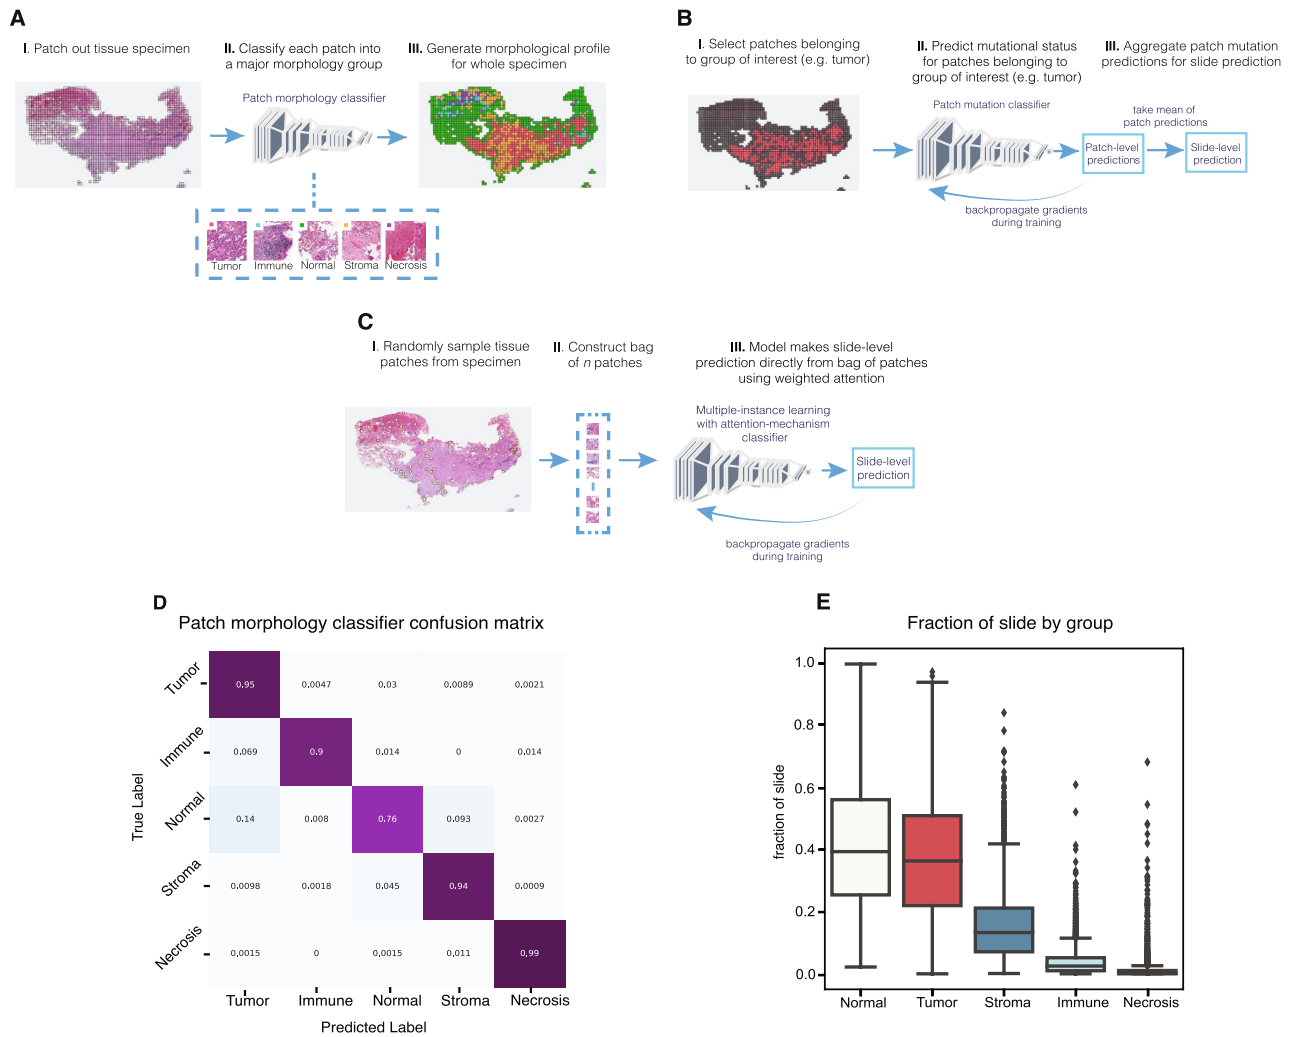 A
I. Patch out tissue specimen
II. Classify each patch into
a major morphology group
III. Generate morphological profile
for whole specimen
Patch morphology classifier
Tumor Immune Normal Stroma Necrosis
B
I. Select patches belonging
to group of interest (e.g. tumor)
II. Predict mutational status
for patches belonging to
group of interest (e.g. tumor)
III. Aggregate patch mutation
predictions for slide prediction
Patch mutation classifier
take mean of
patch predictions
Patch-level
predictions
Slide-level
prediction
backpropagate gradients
during training
C
I. Randomly sample tissue
patches from specimen
II. Construct bag
of n patches
III. Model makes slide-level
prediction directly from bag of patches
using weighted attention
Multiple-instance learning
with attention-mechanism
classifier
Slide-level
prediction
backpropagate gradients
during training
D
Patch morphology classifier confusion matrix
True Label
Tumor 0.95 0.0047 0.03 0.0089 0.0021
Immune 0.069 0.9 0.014 0 0.014
Normal 0.14 0.008 0.76 0.093 0.0027
Stroma 0.0098 0.0018 0.045 0.94 0.0009
Necrosis 0.0015 0 0.0015 0.011 0.99
Tumor Immune Normal Stroma Necrosis
Predicted Label
E
Fraction of slide by group
fraction of slide
1.0
0.8
0.6
0.4
0.2
0.0
Normal Tumor Stroma Immune Necrosis